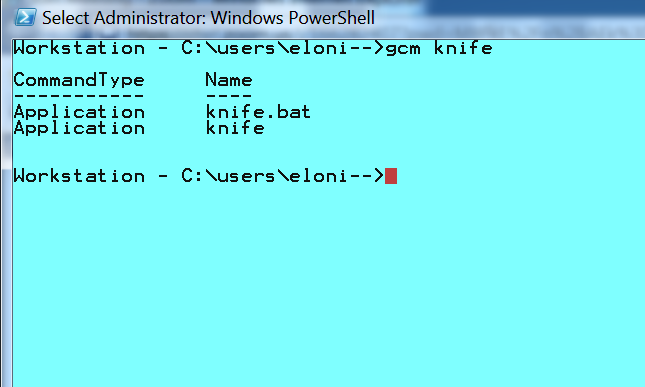 Select Administrator: Windows PowerShell
Workstation - C:\users\eloni-->gcm knife
CommandType     Name
-----------     ----
Application     knife.bat
Application     knife
Workstation - C:\users\eloni-->